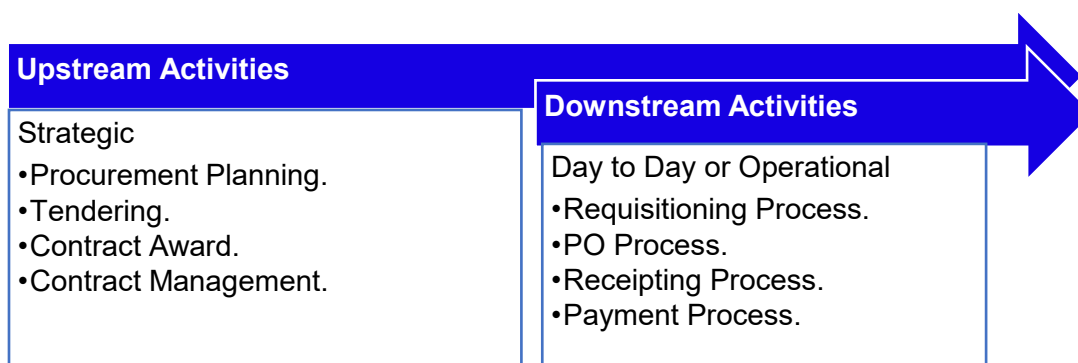 Upstream Activities
Strategic
•Procurement Planning.
•Tendering.
•Contract Award.
•Contract Management.
Downstream Activities
Day to Day or Operational
•Requisitioning Process.
•PO Process.
•Receipting Process.
•Payment Process.